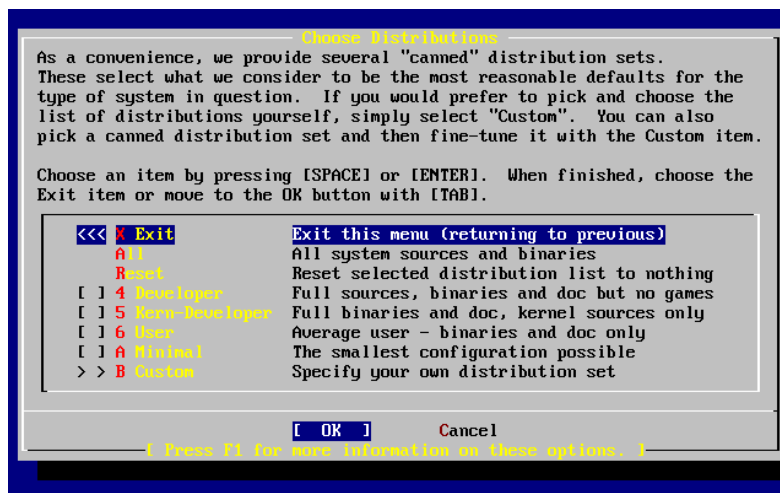 Choose Distributions
As a convenience, we provide several "canned" distribution sets.
These select what we consider to be the most reasonable defaults for the
type of system in question.  If you would prefer to pick and choose the
list of distributions yourself, simply select "Custom".  You can also
pick a canned distribution set and then fine-tune it with the Custom item.
Choose an item by pressing [SPACE] or [ENTER].  When finished, choose the
Exit item or move to the OK button with [TAB].
<<< X Exit Exit this menu (returning to previous)
All All system sources and binaries
Reset Reset selected distribution list to nothing
[ ] 4 Developer Full sources, binaries and doc but no games
[ ] 5 Kern-Developer Full binaries and doc, kernel sources only
[ ] 6 User Average user - binaries and doc only
[ ] A Minimal The smallest configuration possible
> > B Custom Specify your own distribution set
[ OK ] Cancel
[ Press F1 for more information on these options. ]